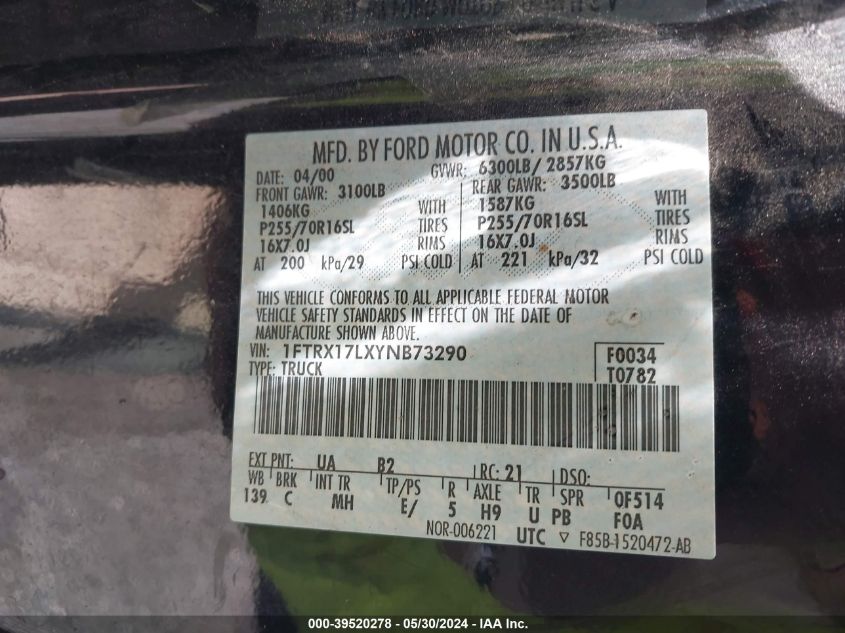 MFD. BY FORD MOTOR CO. IN U.S.A.
DATE: 04/00 GVWR: 6300LB/ 2857KG
FRONT GAWR: 3100LB REAR GAWR: 3500LB
1406KG WITH 1587KG WITH
P255/70R16SL TIRES P255/70R16SL TIRES
16X7.0J RIMS 16X7.0J RIMS
AT 200 kPa/29 PSI COLD AT 221 kPa/32 PSI COLD
THIS VEHICLE CONFORMS TO ALL APPLICABLE FEDERAL MOTOR
VEHICLE SAFETY STANDARDS IN EFFECT ON THE DATE OF
MANUFACTURE SHOWN ABOVE.
VIN: 1FTRX17LXYNB73290 F0034
TYPE: TRUCK T0782
EXT PNT: UA B2 RC: 21 DSO:
WB BRK INT TR TP/PS R AXLE TR SPR 0F514
139 C MH E/ 5 H9 U PB F0A
NOR-006221 UTC ▽ F85B-1520472-AB
000-39520278 - 05/30/2024 - IAA Inc.